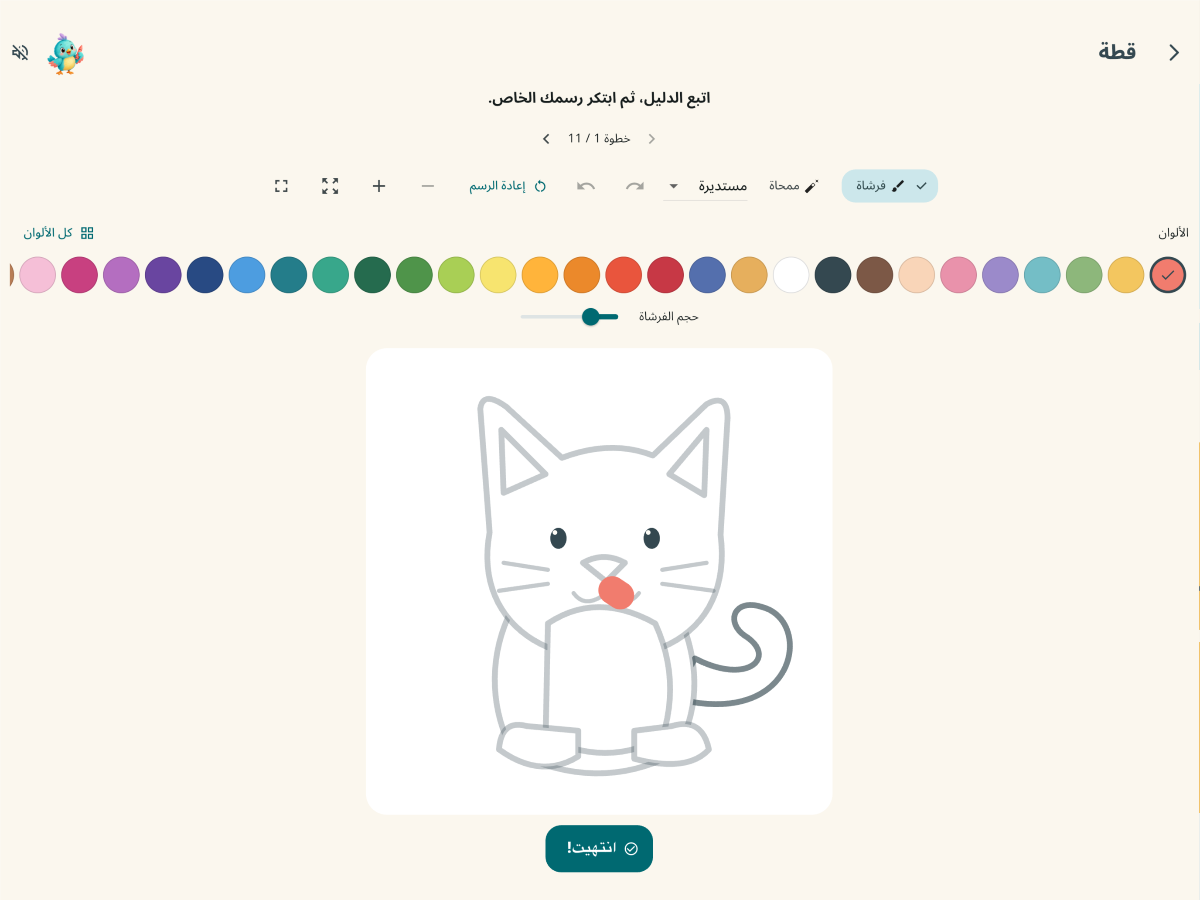 قطة
اتبع الدليل، ثم ابتكر رسمك الخاص.
خطوة 1 / 11
فرشاة
ممحاة
مستديرة
إعادة الرسم
الألوان
كل الألوان
حجم الفرشاة
انتهيت!